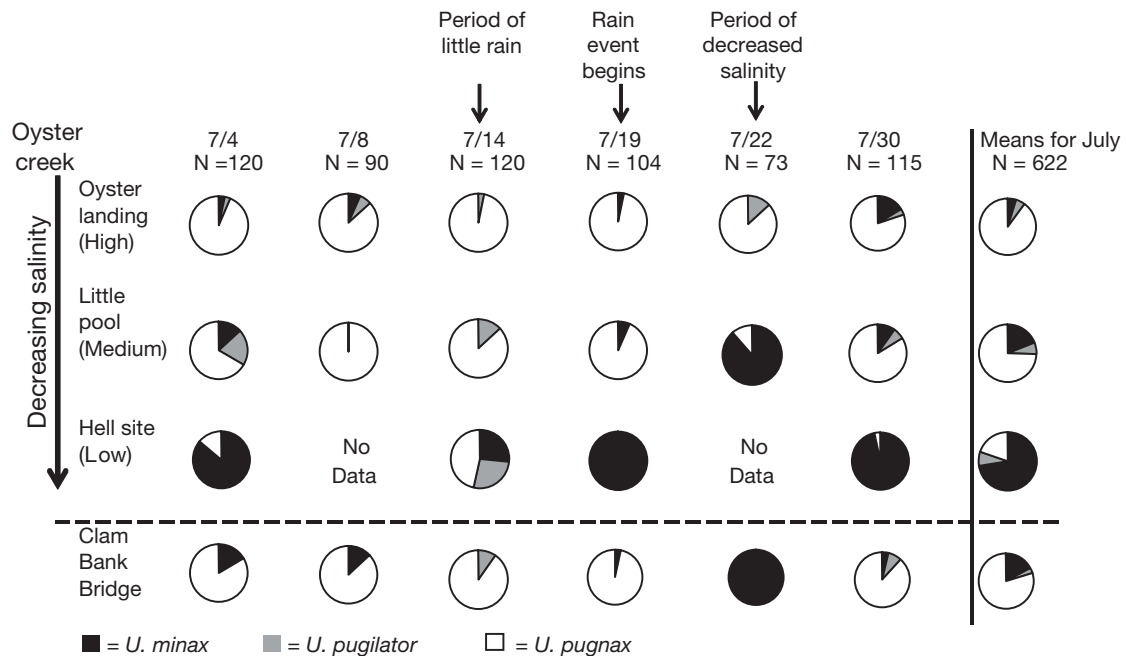 Period of
little rain
Rain
event
begins
Period of
decreased
salinity
Oyster
creek
7/4
N =120
7/8
N = 90
7/14
N = 120
7/19
N = 104
7/22
N = 73
7/30
N = 115
Means for July
N = 622
Decreasing salinity
Oyster
landing
(High)
Little
pool
(Medium)
Hell site
(Low)
No
Data
No
Data
Clam
Bank
Bridge
= U. minax
= U. pugilator
= U. pugnax